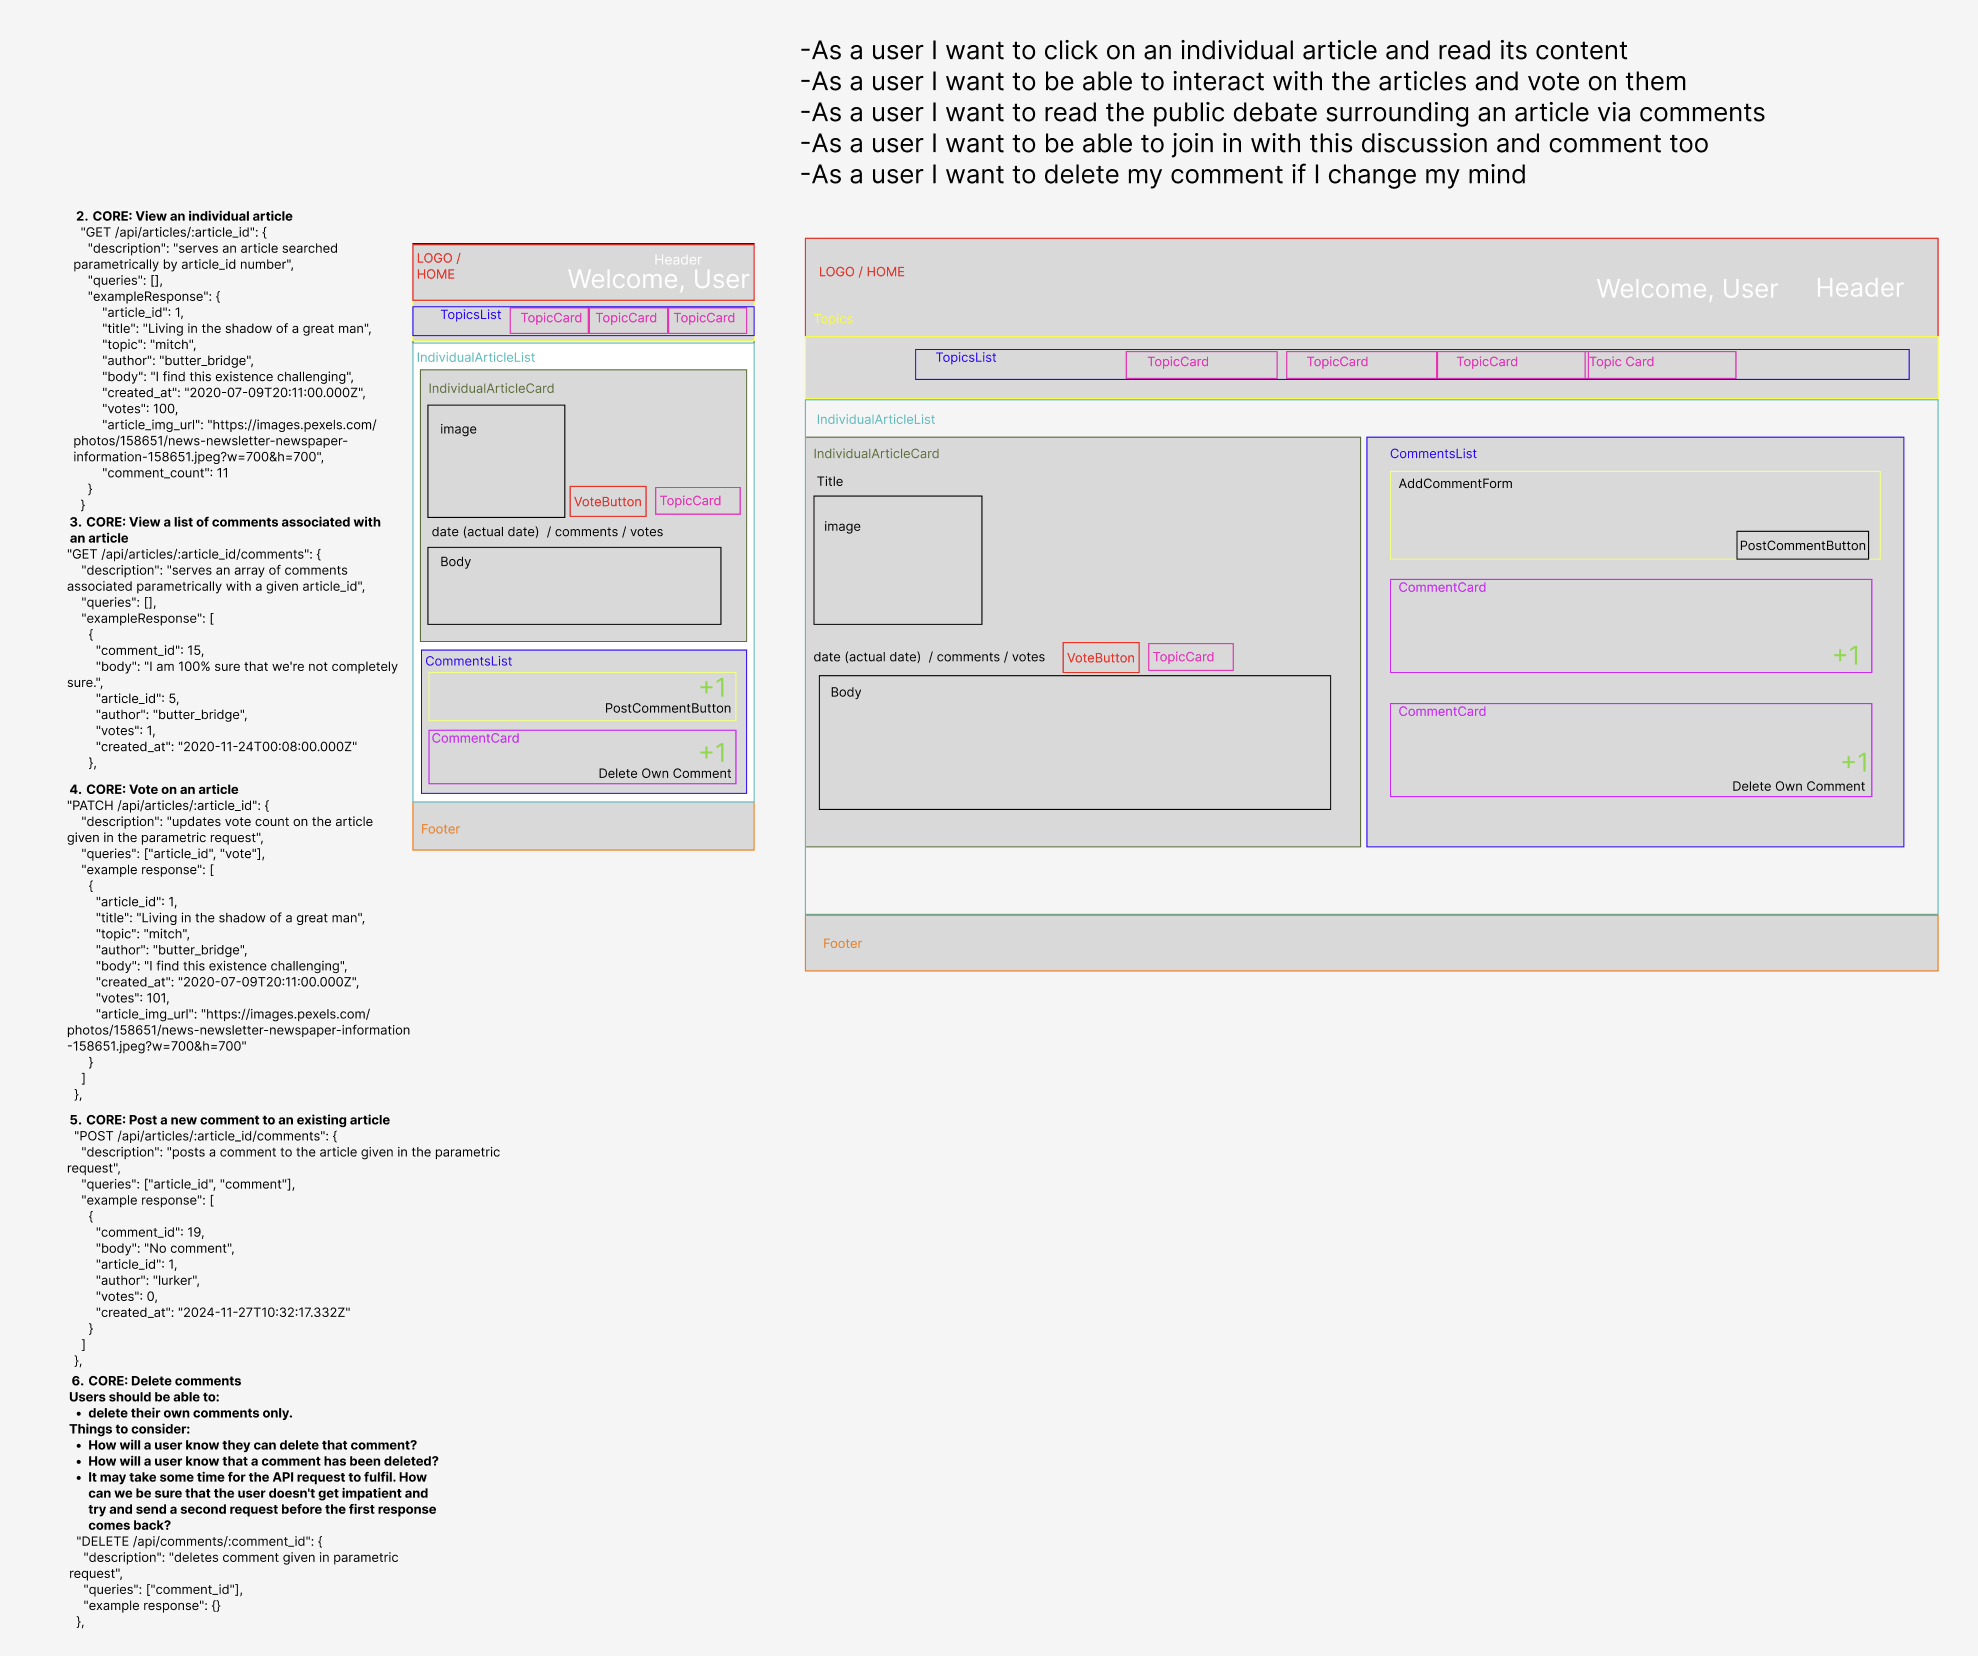 -As a user I want to click on an individual article and read its content
-As a user I want to be able to interact with the articles and vote on them
-As a user I want to read the public debate surrounding an article via comments
-As a user I want to be able to join in with this discussion and comment too
-As a user I want to delete my comment if I change my mind
2. CORE: View an individual article
"GET /api/articles/:article_id": {
"description": "serves an article searched
parametrically by article_id number",
"queries": [],
"exampleResponse": {
"article_id": 1,
"title": "Living in the shadow of a great man",
"topic": "mitch",
"author": "butter_bridge",
"body": "I find this existence challenging",
"created_at": "2020-07-09T20:11:00.000Z",
"votes": 100,
"article_img_url": "https://images.pexels.com/
photos/158651/news-newsletter-newspaper-
information-158651.jpeg?w=700&h=700",
"comment_count": 11
}
}
3. CORE: View a list of comments associated with
an article
"GET /api/articles/:article_id/comments": {
"description": "serves an array of comments
associated parametrically with a given article_id",
"queries": [],
"exampleResponse": [
{
"comment_id": 15,
"body": "I am 100% sure that we're not completely
sure.",
"article_id": 5,
"author": "butter_bridge",
"votes": 1,
"created_at": "2020-11-24T00:08:00.000Z"
},
4. CORE: Vote on an article
"PATCH /api/articles/:article_id": {
"description": "updates vote count on the article
given in the parametric request",
"queries": ["article_id", "vote"],
"example response": [
{
"article_id": 1,
"title": "Living in the shadow of a great man",
"topic": "mitch",
"author": "butter_bridge",
"body": "I find this existence challenging",
"created_at": "2020-07-09T20:11:00.000Z",
"votes": 101,
"article_img_url": "https://images.pexels.com/
photos/158651/news-newsletter-newspaper-information
-158651.jpeg?w=700&h=700"
}
]
},
5. CORE: Post a new comment to an existing article
"POST /api/articles/:article_id/comments": {
"description": "posts a comment to the article given in the parametric
request",
"queries": ["article_id", "comment"],
"example response": [
{
"comment_id": 19,
"body": "No comment",
"article_id": 1,
"author": "lurker",
"votes": 0,
"created_at": "2024-11-27T10:32:17.332Z"
}
]
},
6. CORE: Delete comments
Users should be able to:
• delete their own comments only.
Things to consider:
• How will a user know they can delete that comment?
• How will a user know that a comment has been deleted?
• It may take some time for the API request to fulfil. How
can we be sure that the user doesn't get impatient and
try and send a second request before the first response
comes back?
"DELETE /api/comments/:comment_id": {
"description": "deletes comment given in parametric
request",
"queries": ["comment_id"],
"example response": {}
},
LOGO /
HOME
Header
Welcome, User
TopicsList TopicCard TopicCard TopicCard
IndividualArticleList
IndividualArticleCard
image
VoteButton TopicCard
date (actual date) / comments / votes
Body
CommentsList
+1
PostCommentButton
CommentCard
+1
Delete Own Comment
Footer
LOGO / HOME
Welcome, User Header
Topics
TopicsList TopicCard TopicCard TopicCard Topic Card
IndividualArticleList
IndividualArticleCard
Title
image
date (actual date) / comments / votes VoteButton TopicCard
Body
CommentsList
AddCommentForm
PostCommentButton
CommentCard
+1
CommentCard
+1
Delete Own Comment
Footer